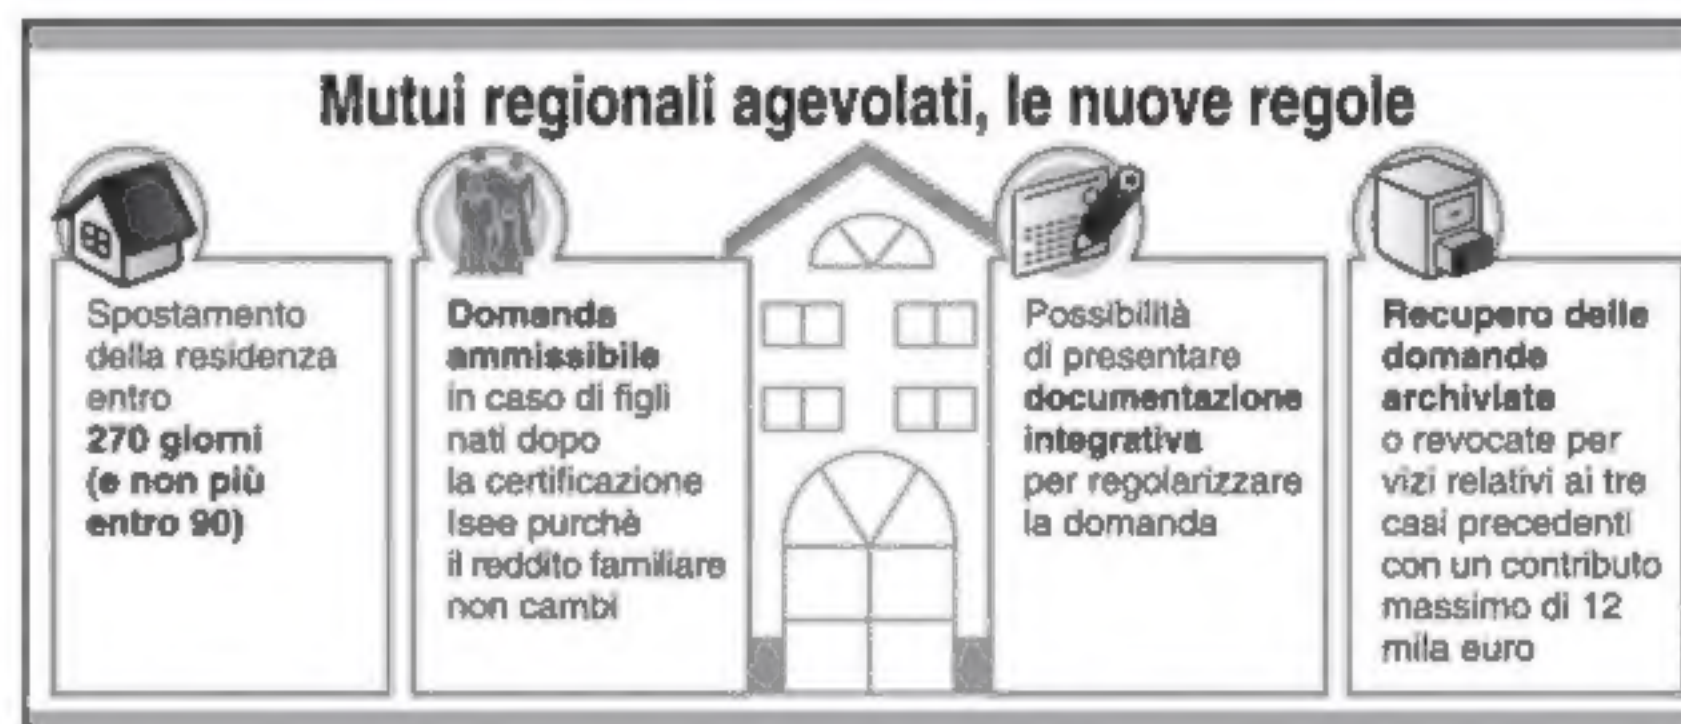 Mutui regionali agevolati, le nuove regole
Spostamento
della residenza
entro
270 giorni
(e non più
entro 90)
Domanda
ammissibile
in caso di figli
nati dopo
la certificazione
Isee purchè
il reddito familiare
non cambi
Possibilità
di presentare
documentazione
integrativa
per regolarizzare
la domanda
Recupero delle
domande
archiviate
o revocate per
vizi relativi ai tre
casi precedenti
con un contributo
massimo di 12
mila euro